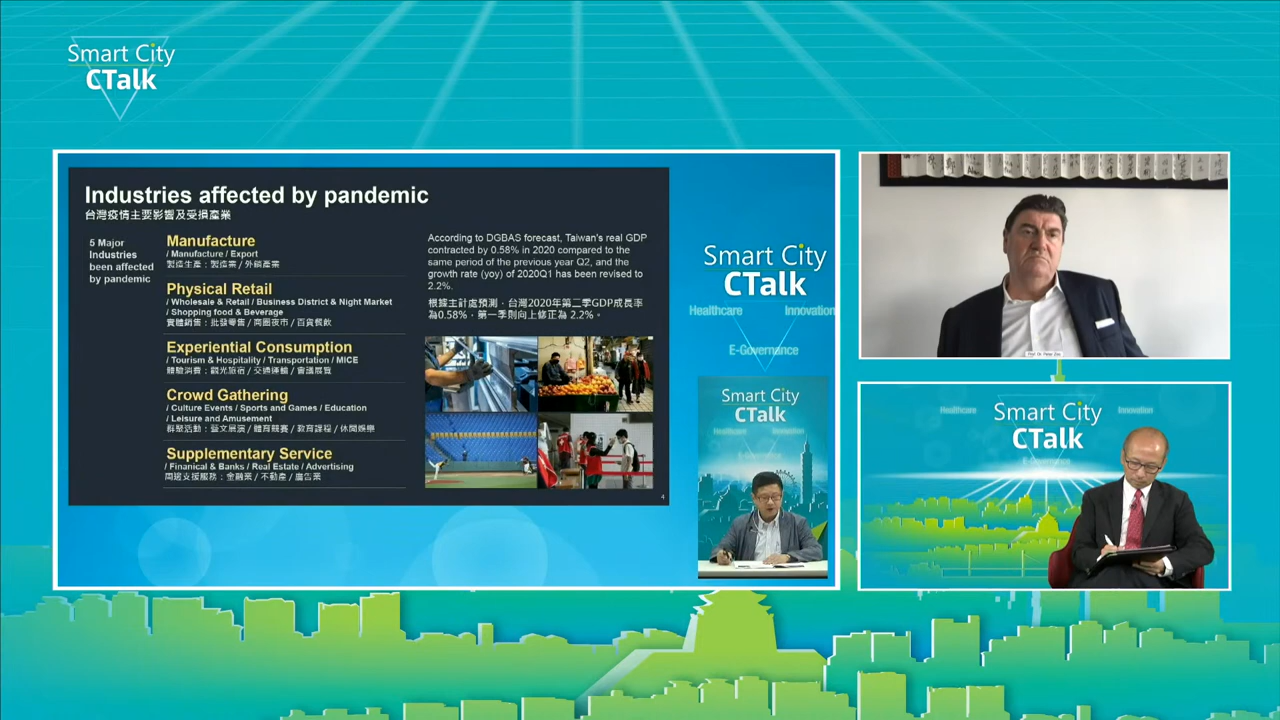 Smart City
CTalk
Industries affected by pandemic
台灣疫情主要影響及受損產業
5 Major
Industries
been affected
by pandemic
Manufacture
/ Manufacture / Export
製造生產：製造業 / 外銷產業
Physical Retail
/ Wholesale & Retail / Business District & Night Market
/ Shopping food & Beverage
實體銷售：批發零售 / 商圈夜市 / 百貨餐飲
Experiential Consumption
/ Tourism & Hospitality / Transportation / MICE
體驗消費：觀光旅宿 / 交通運輸 / 會議展覽
Crowd Gathering
/ Culture Events / Sports and Games / Education
/ Leisure and Amusement
群聚活動：藝文展演 / 體育競賽 / 教育課程 / 休閒娛樂
Supplementary Service
/ Finanical & Banks / Real Estate / Advertising
周邊支援服務：金融業 / 不動產 / 廣告業
According to DGBAS forecast, Taiwan's real GDP
contracted by 0.58% in 2020 compared to the
same period of the previous year Q2, and the
growth rate (yoy) of 2020Q1 has been revised to
2.2%.
根據主計處預測，台灣2020年第二季GDP成長率
為0.58%，第一季則向上修正為 2.2%。
4
Smart City
CTalk
Healthcare
Innovation
E-Governance
Smart City
CTalk
Healthcare
Innovation
Prof. Dr. Peter
Healthcare
Smart City
Innovation
CTalk
E-Governance